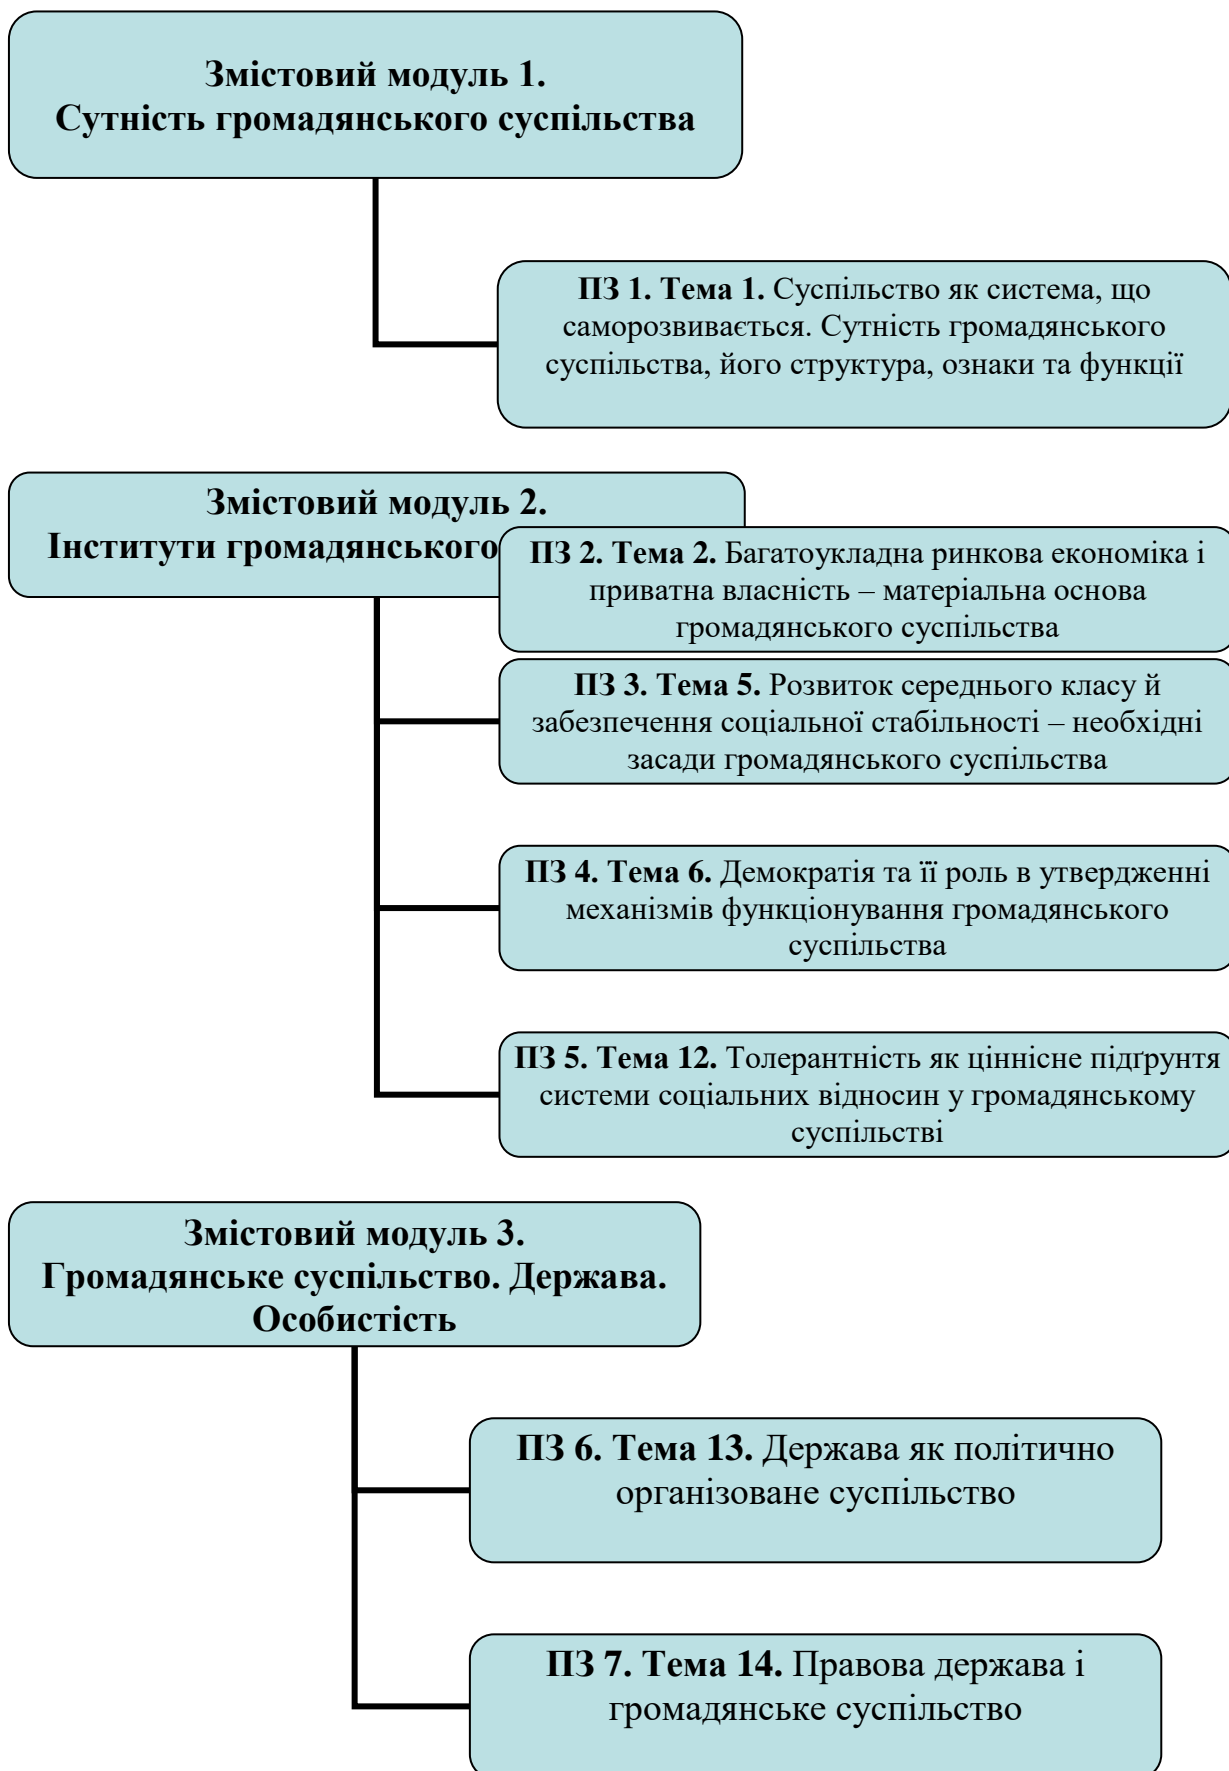 Змістовий модуль 1.
Сутність громадянського суспільства
ПЗ 1. Тема 1. Суспільство як система, що
саморозвивається. Сутність громадянського
суспільства, його структура, ознаки та функції
Змістовий модуль 2.
Інститути громадянського
ПЗ 2. Тема 2. Багатоукладна ринкова економіка і
приватна власність – матеріальна основа
громадянського суспільства
ПЗ 3. Тема 5. Розвиток середнього класу й
забезпечення соціальної стабільності – необхідні
засади громадянського суспільства
ПЗ 4. Тема 6. Демократія та її роль в утвердженні
механізмів функціонування громадянського
суспільства
ПЗ 5. Тема 12. Толерантність як ціннісне підґрунтя
системи соціальних відносин у громадянському
суспільстві
Змістовий модуль 3.
Громадянське суспільство. Держава.
Особистість
ПЗ 6. Тема 13. Держава як політично
організоване суспільство
ПЗ 7. Тема 14. Правова держава і
громадянське суспільство